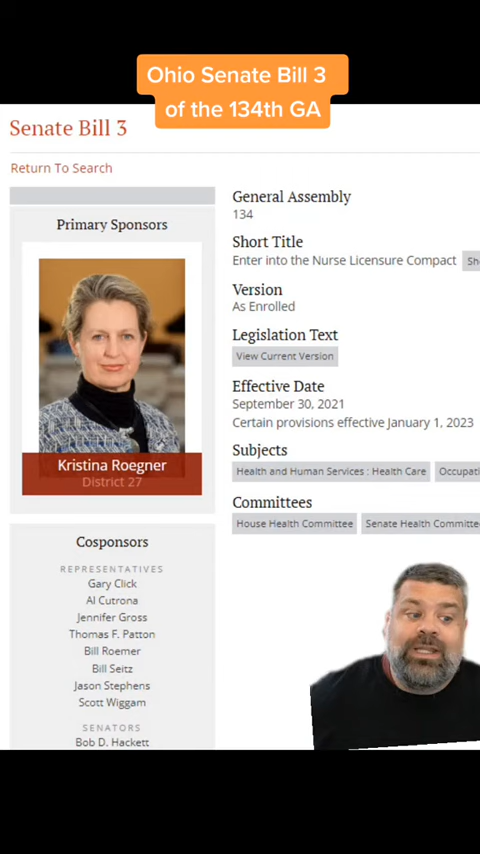 Ohio Senate Bill 3
of the 134th GA
Senate Bill 3
Return To Search
Primary Sponsors
Kristina Roegner
District 27
Cosponsors
REPRESENTATIVES
Gary Click
Al Cutrona
Jennifer Gross
Thomas F. Patton
Bill Roemer
Bill Seitz
Jason Stephens
Scott Wiggam
SENATORS
Bob D. Hackett
General Assembly
134
Short Title
Enter into the Nurse Licensure Compact
Version
As Enrolled
Legislation Text
View Current Version
Effective Date
September 30, 2021
Certain provisions effective January 1, 2023
Subjects
Health and Human Services : Health Care
Committees
House Health Committee Senate Health Committee